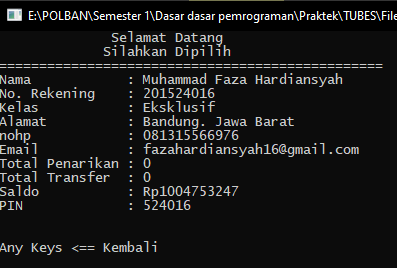 E:\POLBAN\Semester 1\Dasar dasar pemrograman\Praktek\TUBES\File
Selamat Datang
Silahkan Dipilih
================================================
Nama : Muhammad Faza Hardiansyah
No. Rekening : 201524016
Kelas : Eksklusif
Alamat : Bandung. Jawa Barat
nohp : 081315566976
Email : fazahardiansyah16@gmail.com
Total Penarikan : 0
Total Transfer : 0
Saldo : Rp1004753247
PIN : 524016
Any Keys <== Kembali